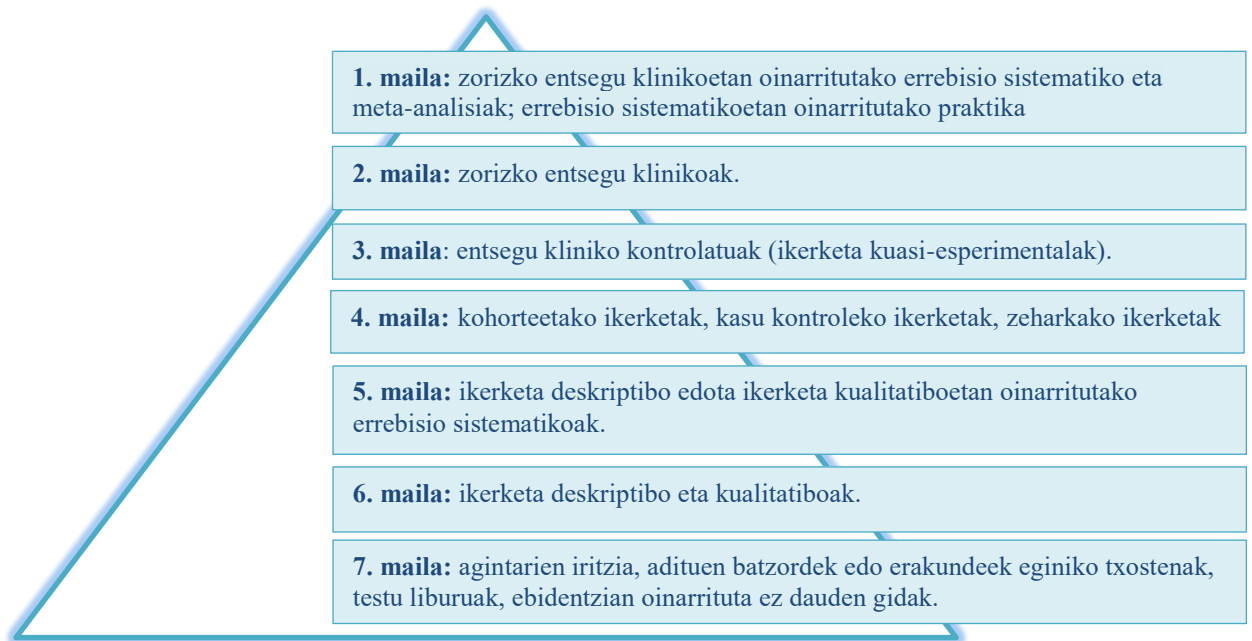 1. maila: zorizko entsegu klinikoetan oinarritutako errebisio sistematiko eta
meta-analisiak; errebisio sistematikoetan oinarritutako praktika
2. maila: zorizko entsegu klinikoak.
3. maila: entsegu kliniko kontrolatuak (ikerketa kuasi-esperimentalak).
4. maila: kohorteetako ikerketak, kasu kontroleko ikerketak, zeharkako ikerketak
5. maila: ikerketa deskriptibo edota ikerketa kualitatiboetan oinarritutako
errebisio sistematikoak.
6. maila: ikerketa deskriptibo eta kualitatiboak.
7. maila: agintarien iritzia, adituen batzordek edo erakundeek eginiko txostenak,
testu liburuak, ebidentzian oinarrituta ez dauden gidak.